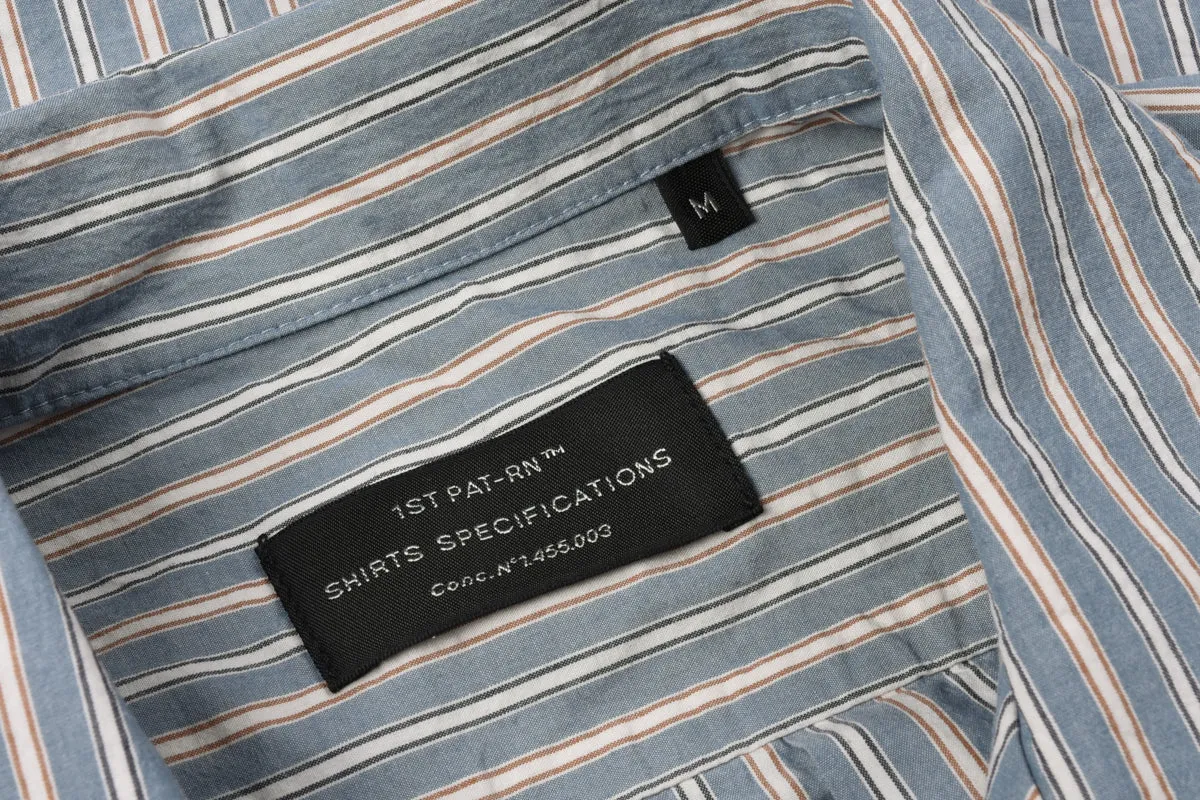 M
1ST PAT-RN™
SHIRTS SPECIFICATIONS
Conc.N°1.455.003